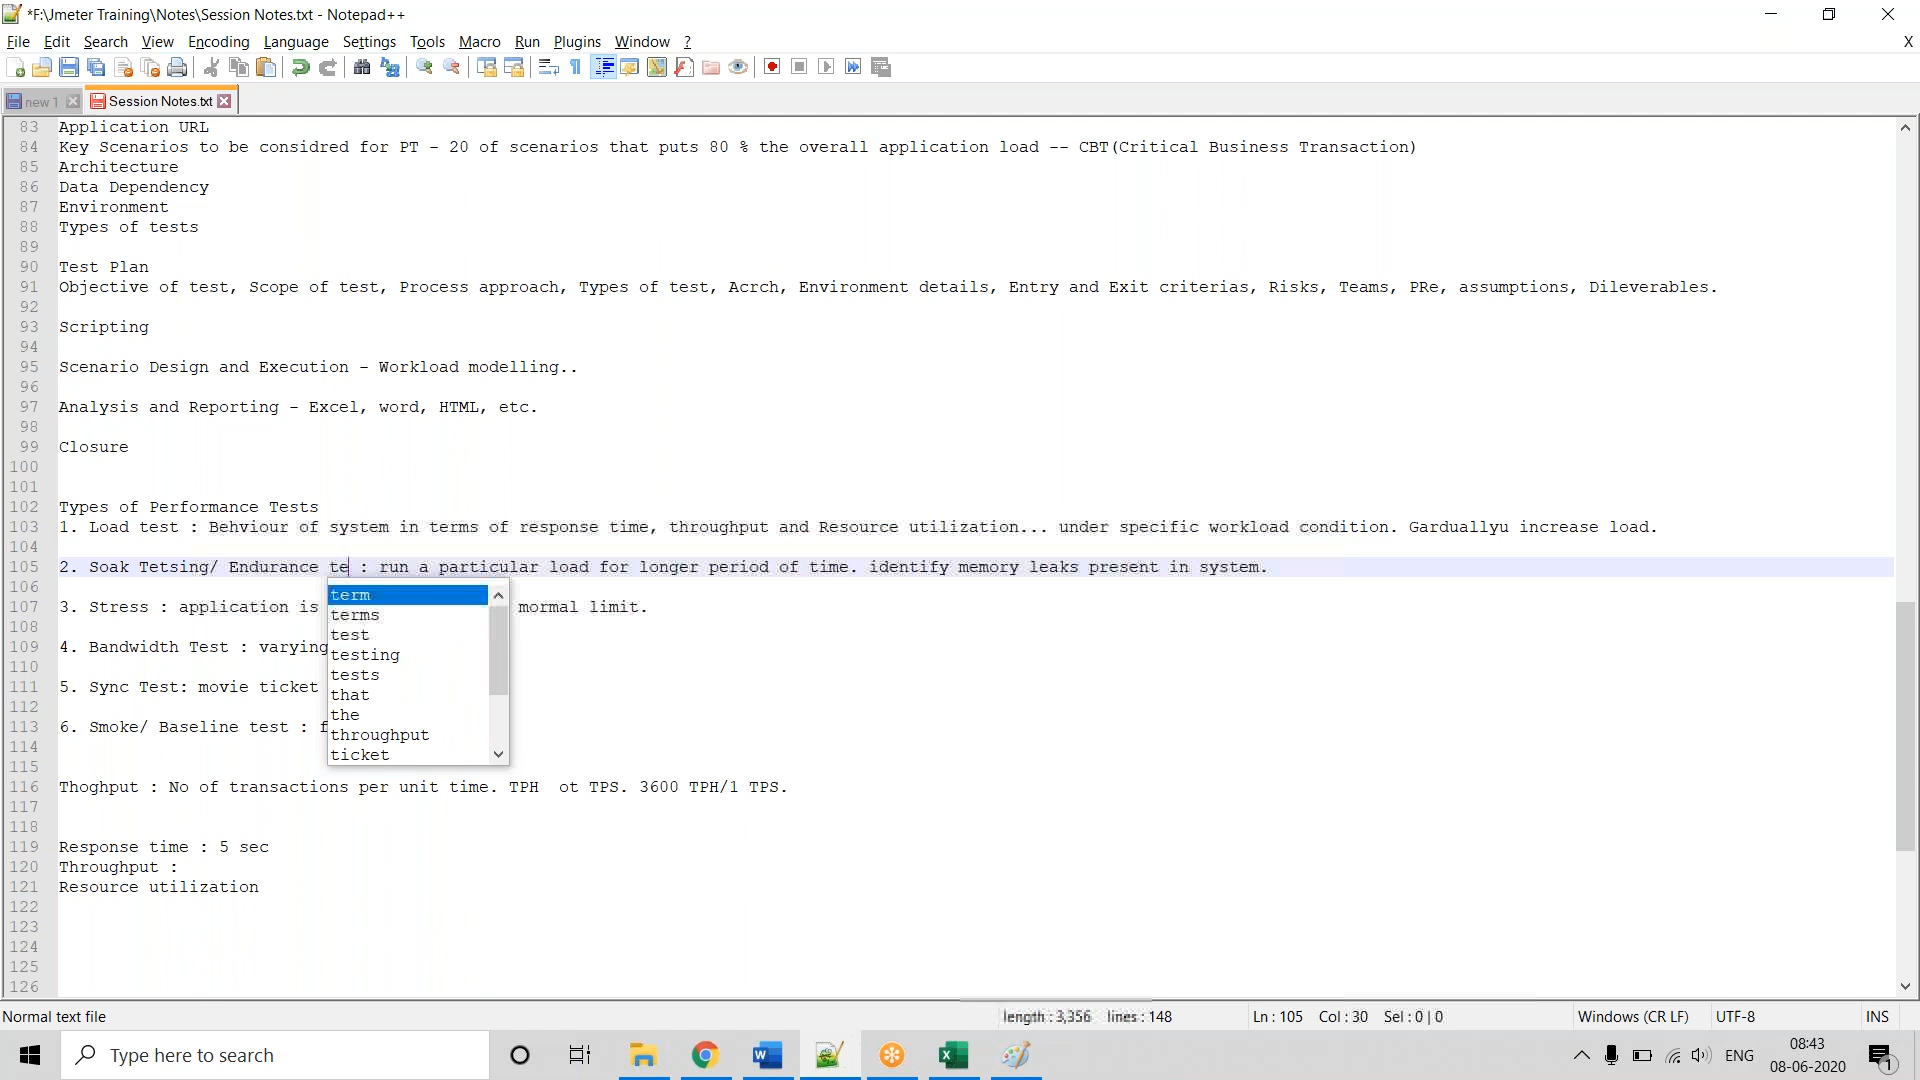 *F:\Jmeter Training\Notes\Session Notes.txt - Notepad++
File Edit Search View Encoding Language Settings Tools Macro Run Plugins Window ? X
new 1 Session Notes.txt
83 Application URL
84 Key Scenarios to be considred for PT - 20 of scenarios that puts 80 % the overall application load -- CBT(Critical Business Transaction)
85 Architecture
86 Data Dependency
87 Environment
88 Types of tests
89
90 Test Plan
91 Objective of test, Scope of test, Process approach, Types of test, Acrch, Environment details, Entry and Exit criterias, Risks, Teams, PRe, assumptions, Dileverables.
92
93 Scripting
94
95 Scenario Design and Execution - Workload modelling..
96
97 Analysis and Reporting - Excel, word, HTML, etc.
98
99 Closure
100
101
102 Types of Performance Tests
103 1. Load test : Behviour of system in terms of response time, throughput and Resource utilization... under specific workload condition. Garduallyu increase load.
104
105 2. Soak Tetsing/ Endurance te : run a particular load for longer period of time. identify memory leaks present in system.
106
107 3. Stress : application is mormal limit.
108
109 4. Bandwidth Test : varying
110
111 5. Sync Test: movie ticket
112
113 6. Smoke/ Baseline test : f
114
115
116 Thoghput : No of transactions per unit time. TPH ot TPS. 3600 TPH/1 TPS.
117
118
119 Response time : 5 sec
120 Throughput :
121 Resource utilization
122
123
124
125
126
term
terms
test
testing
tests
that
the
throughput
ticket
Normal text file length : 3,356 lines : 148 Ln : 105 Col : 30 Sel : 0 | 0 Windows (CR LF) UTF-8 INS
Type here to search ENG 08:43
08-06-2020 1